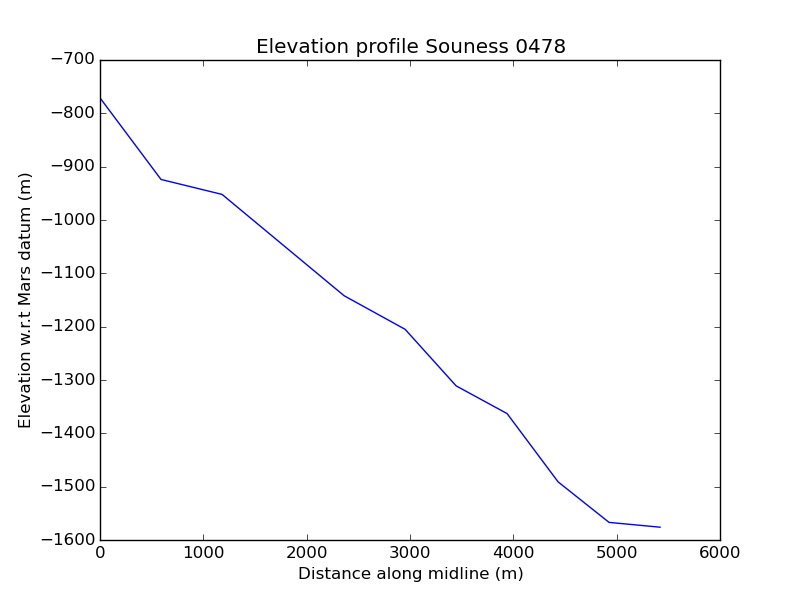 Elevation profile Souness 0478
Elevation w.r.t Mars datum (m)
−700
−800
−900
−1000
−1100
−1200
−1300
−1400
−1500
−1600
0 1000 2000 3000 4000 5000 6000
Distance along midline (m)